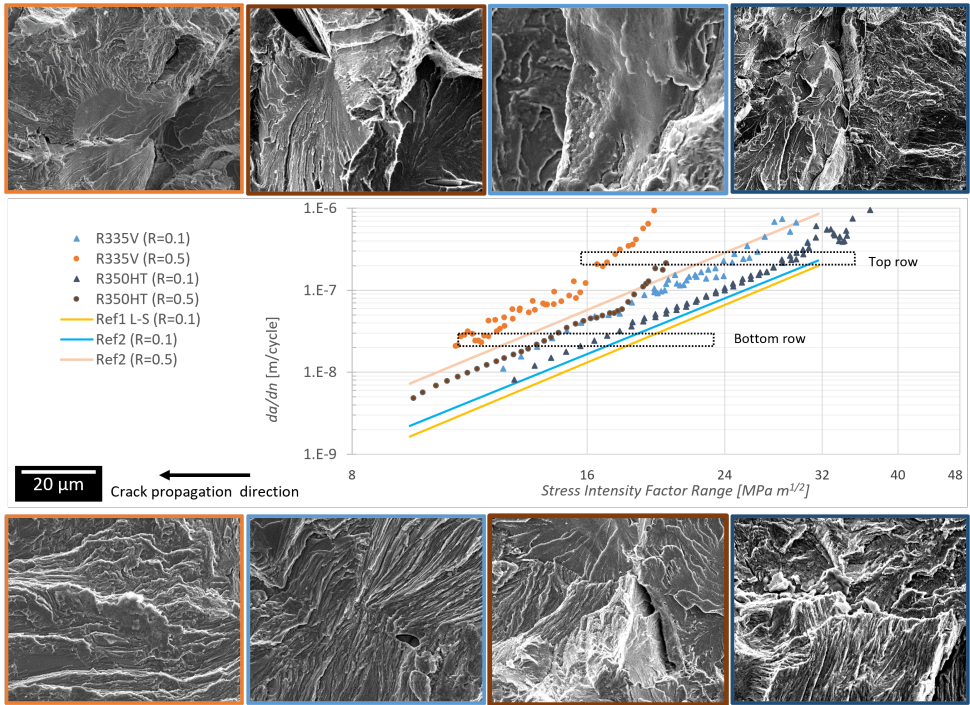 R335V (R=0.1)
R335V (R=0.5)
R350HT (R=0.1)
R350HT (R=0.5)
Ref1 L-S (R=0.1)
Ref2 (R=0.1)
Ref2 (R=0.5)
da/dn [m/cycle]
1.E-6
1.E-7
1.E-8
1.E-9
Top row
Bottom row
8
16
24
32
40
48
Stress Intensity Factor Range [MPa m1/2]
20 µm
Crack propagation direction